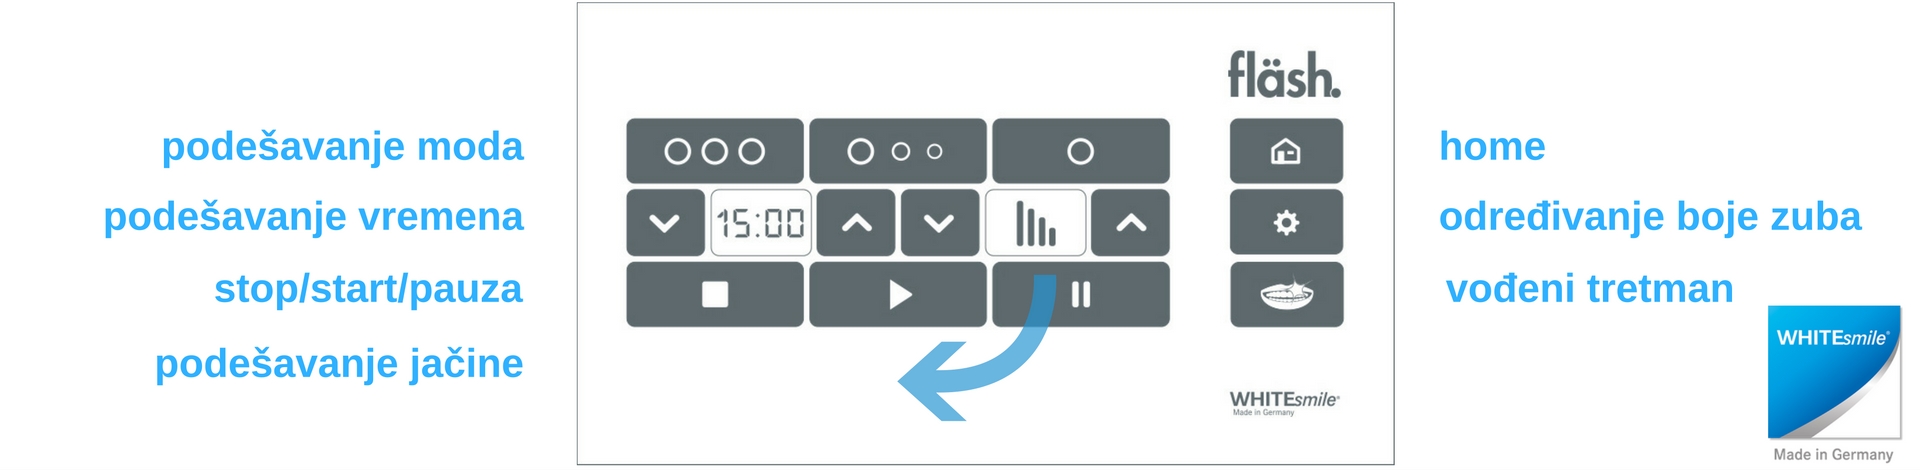 podešavanje moda
podešavanje vremena
stop/start/pauza
podešavanje jačine
fläsh.
15:00
WHITEsmile®
Made in Germany
home
određivanje boje zuba
vođeni tretman
WHITEsmile®
Made in Germany